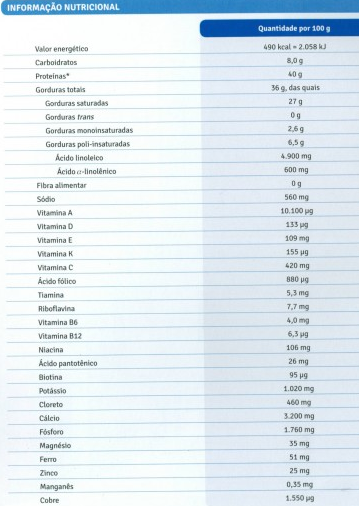 INFORMAÇÃO NUTRICIONAL
Quantidade por 100 g
Valor energético 490 kcal = 2.058 kJ
Carboidratos 8,0 g
Proteínas* 40 g
Gorduras totais 36 g, das quais
Gorduras saturadas 27 g
Gorduras trans 0 g
Gorduras monoinsaturadas 2,6 g
Gorduras poli-insaturadas 6,5 g
Ácido linoleico 4.900 mg
Ácido α-linolênico 600 mg
Fibra alimentar 0 g
Sódio 560 mg
Vitamina A 10.100 µg
Vitamina D 133 µg
Vitamina E 109 mg
Vitamina K 155 µg
Vitamina C 420 mg
Ácido fólico 880 µg
Tiamina 5,3 mg
Riboflavina 7,7 mg
Vitamina B6 4,0 mg
Vitamina B12 6,3 µg
Niacina 106 mg
Ácido pantotênico 26 mg
Biotina 95 µg
Potássio 1.020 mg
Cloreto 460 mg
Cálcio 3.200 mg
Fósforo 1.760 mg
Magnésio 35 mg
Ferro 51 mg
Zinco 25 mg
Manganês 0,35 mg
Cobre 1.550 µg